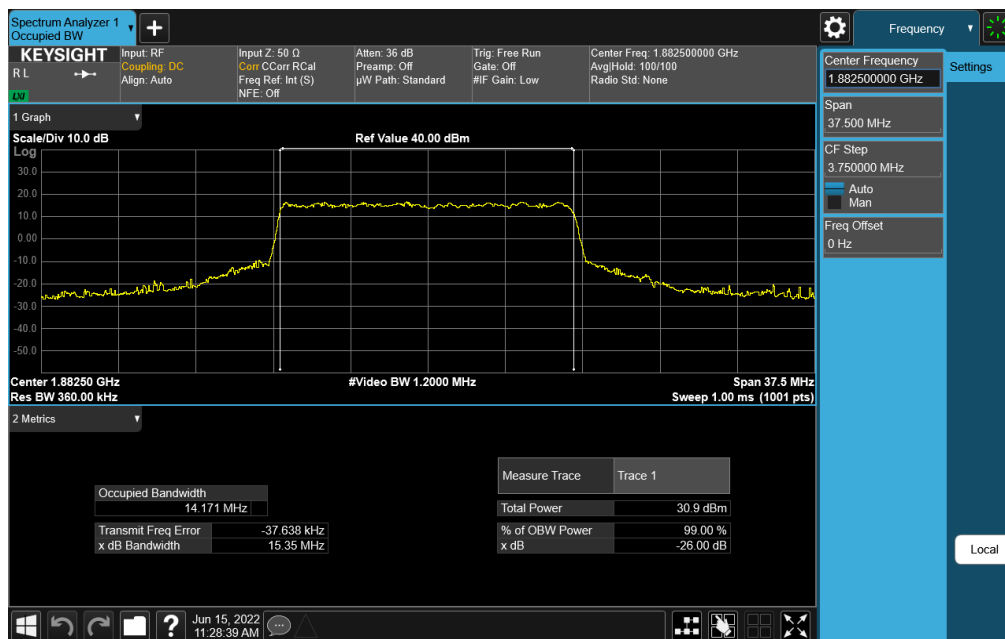 Spectrum Analyzer 1
Occupied BW
+
Frequency
KEYSIGHT
R L
LXI
Input: RF
Coupling: DC
Align: Auto
Input Z: 50 Ω
Corr CCorr RCal
Freq Ref: Int (S)
NFE: Off
Atten: 36 dB
Preamp: Off
µW Path: Standard
Trig: Free Run
Gate: Off
#IF Gain: Low
Center Freq: 1.882500000 GHz
Avg|Hold: 100/100
Radio Std: None
Center Frequency
1.882500000 GHz
Settings
Span
37.500 MHz
CF Step
3.750000 MHz
Auto
Man
Freq Offset
0 Hz
Local
1 Graph
Scale/Div 10.0 dB
Ref Value 40.00 dBm
Log
30.0
20.0
10.0
0.00
-10.0
-20.0
-30.0
-40.0
-50.0
Center 1.88250 GHz
#Video BW 1.2000 MHz
Span 37.5 MHz
Res BW 360.00 kHz
Sweep 1.00 ms (1001 pts)
2 Metrics
Occupied Bandwidth
14.171 MHz
Transmit Freq Error -37.638 kHz
x dB Bandwidth 15.35 MHz
Measure Trace Trace 1
Total Power 30.9 dBm
% of OBW Power 99.00 %
x dB -26.00 dB
?
Jun 15, 2022
11:28:39 AM